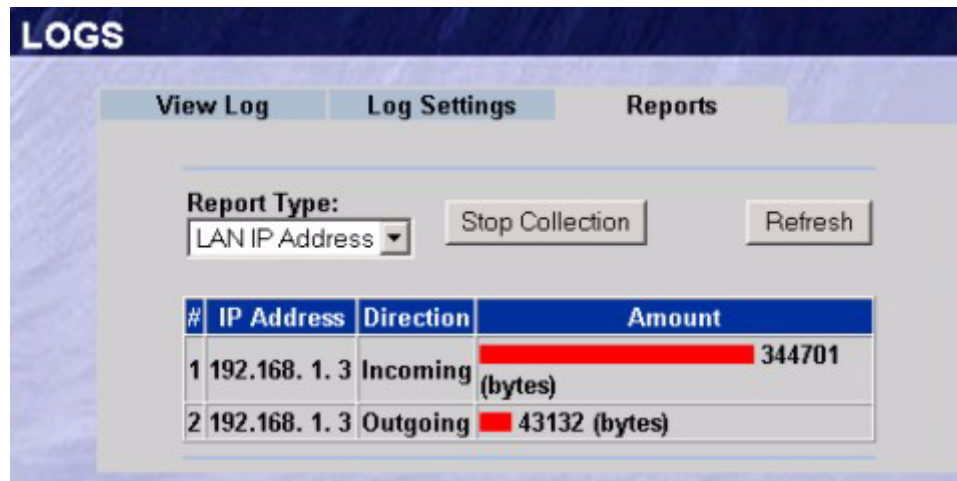 LOGS
View Log Log Settings Reports
Report Type:
LAN IP Address Stop Collection Refresh
# IP Address Direction Amount
1 192.168. 1. 3 Incoming 344701
(bytes)
2 192.168. 1. 3 Outgoing 43132 (bytes)